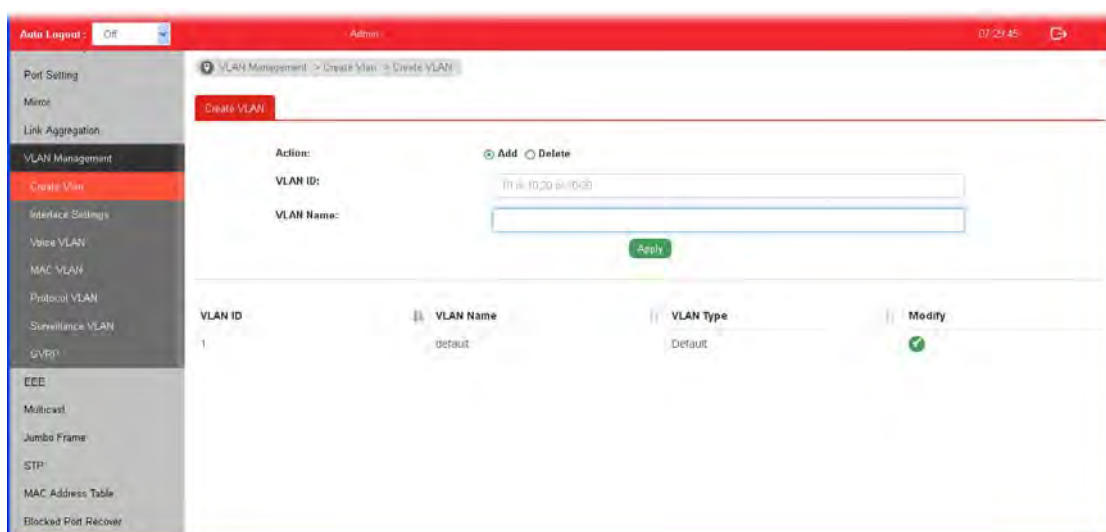 Auto Logout : Off Admin 07:29:45
VLAN Management > Create Vlan > Create VLAN
Port Setting
Mirror
Link Aggregation
VLAN Management
Create Vlan
Interface Settings
Voice VLAN
MAC VLAN
Protocol VLAN
Surveillance VLAN
GVRP
EEE
Multicast
Jumbo Frame
STP
MAC Address Table
Blocked Port Recover
Create VLAN
Action: Add Delete
VLAN ID:
VLAN Name:
Apply
VLAN ID VLAN Name VLAN Type Modify
1 default Default